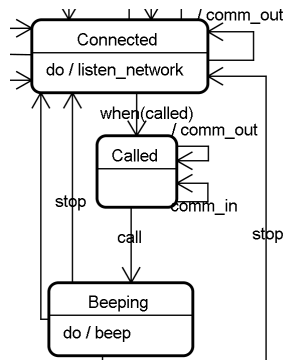 / comm_out
Connected
do / listen_network
when(called)
/ comm_out
Called
stop
comm_in
call
stop
Beeping
do / beep